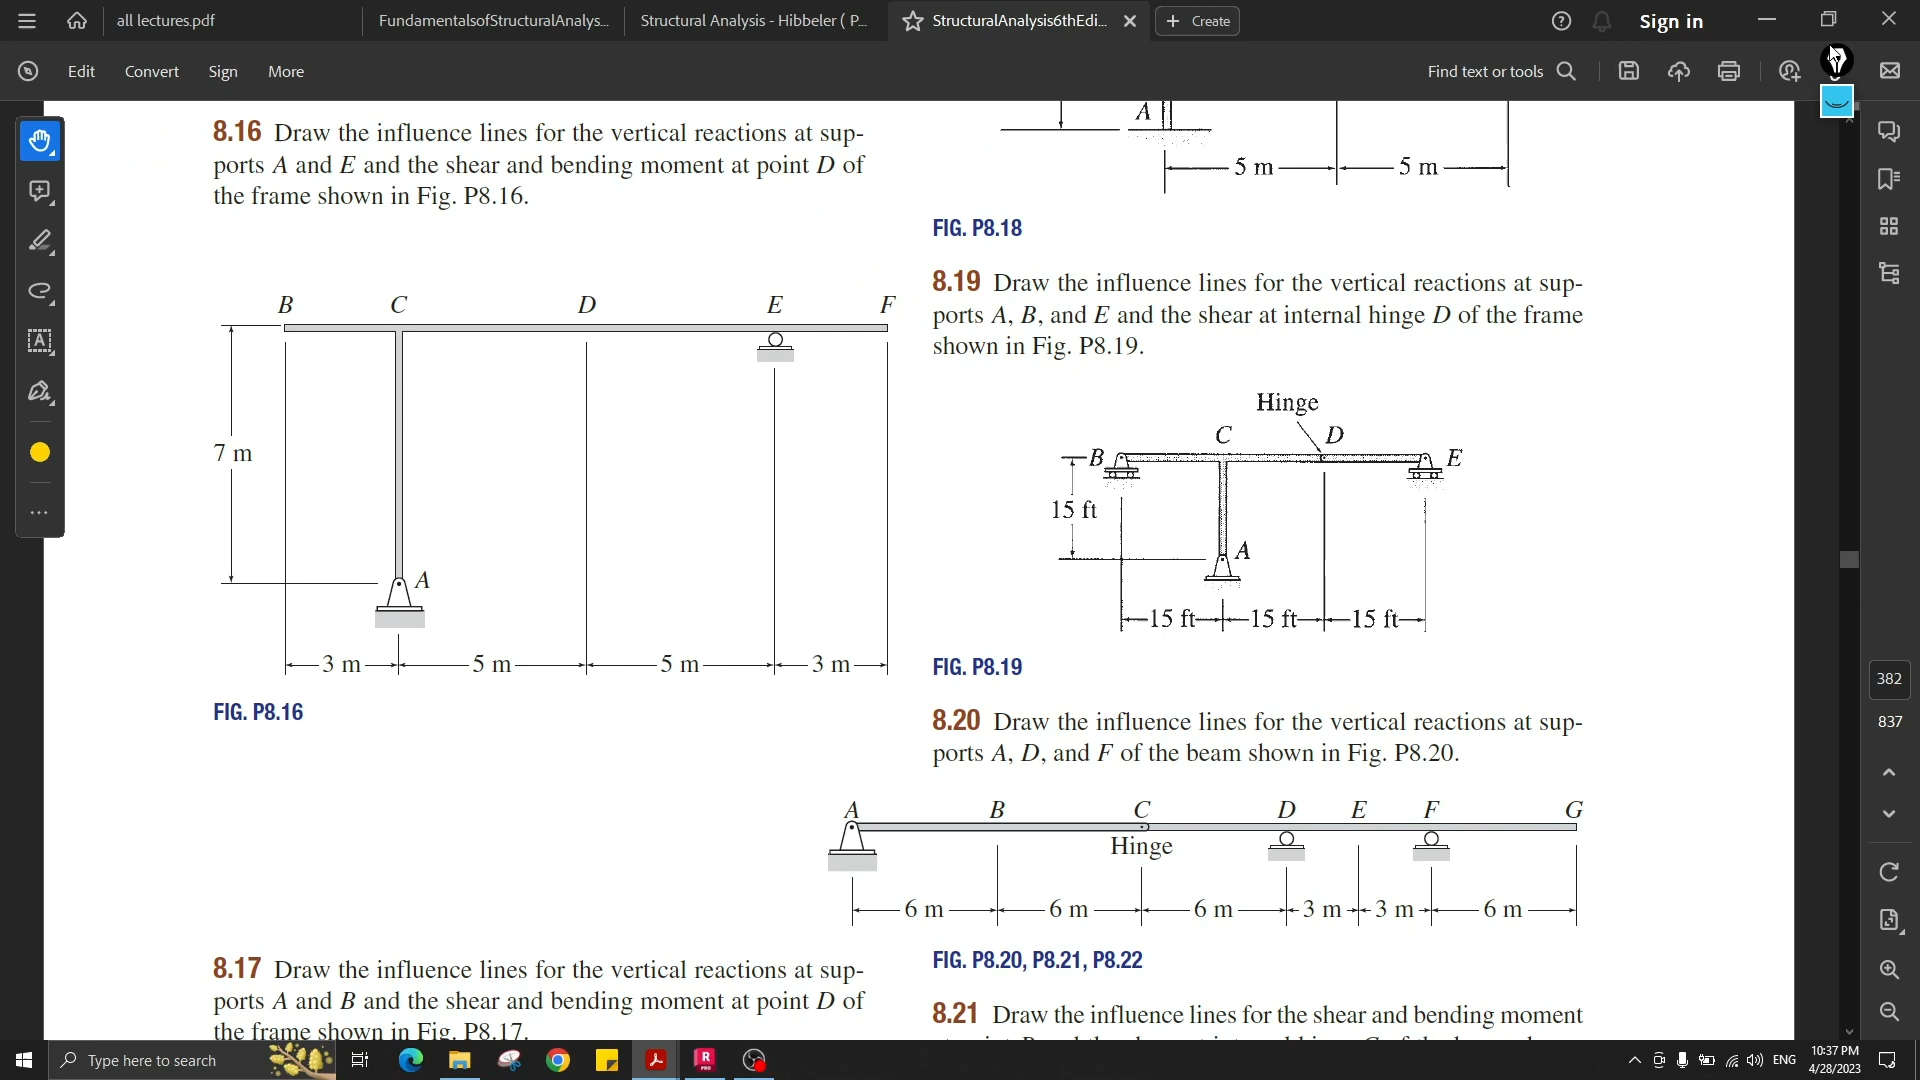 all lectures.pdf
FundamentalsofStructuralAnalys...
Structural Analysis - Hibbeler ( P...
StructuralAnalysis6thEdi...
Create
Sign in
Edit
Convert
Sign
More
Find text or tools
8.16 Draw the influence lines for the vertical reactions at sup-
ports A and E and the shear and bending moment at point D of
the frame shown in Fig. P8.16.
B C D E F
7 m
A
3 m 5 m 5 m 3 m
FIG. P8.16
8.17 Draw the influence lines for the vertical reactions at sup-
ports A and B and the shear and bending moment at point D of
the frame shown in Fig. P8.17.
A
5 m 5 m
FIG. P8.18
8.19 Draw the influence lines for the vertical reactions at sup-
ports A, B, and E and the shear at internal hinge D of the frame
shown in Fig. P8.19.
Hinge
C D
B E
15 ft
A
15 ft 15 ft 15 ft
FIG. P8.19
8.20 Draw the influence lines for the vertical reactions at sup-
ports A, D, and F of the beam shown in Fig. P8.20.
A B C D E F G
Hinge
6 m 6 m 6 m 3 m 3 m 6 m
FIG. P8.20, P8.21, P8.22
8.21 Draw the influence lines for the shear and bending moment
382
837
Type here to search
R
PRO
ENG
10:37 PM
4/28/2023